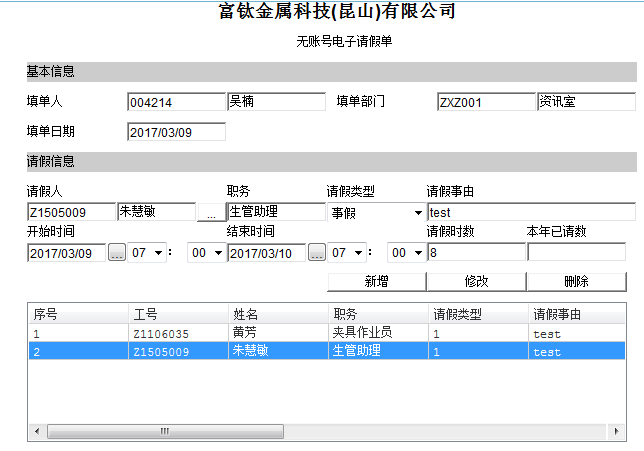 富钛金属科技(昆山)有限公司
无账号电子请假单
基本信息
填单人 004214 吴楠 填单部门 ZXZ001 资讯室
填单日期 2017/03/09
请假信息
请假人 职务 请假类型 请假事由
Z1505009 朱慧敏 ... 生管助理 事假 test
开始时间 结束时间 请假时数 本年已请数
2017/03/09 ... 07 : 00 2017/03/10 ... 07 : 00 8
新增 修改 删除
序号 工号 姓名 职务 请假类型 请假事由
1 Z1106035 黄芳 夹具作业员 1 test
2 Z1505009 朱慧敏 生管助理 1 test